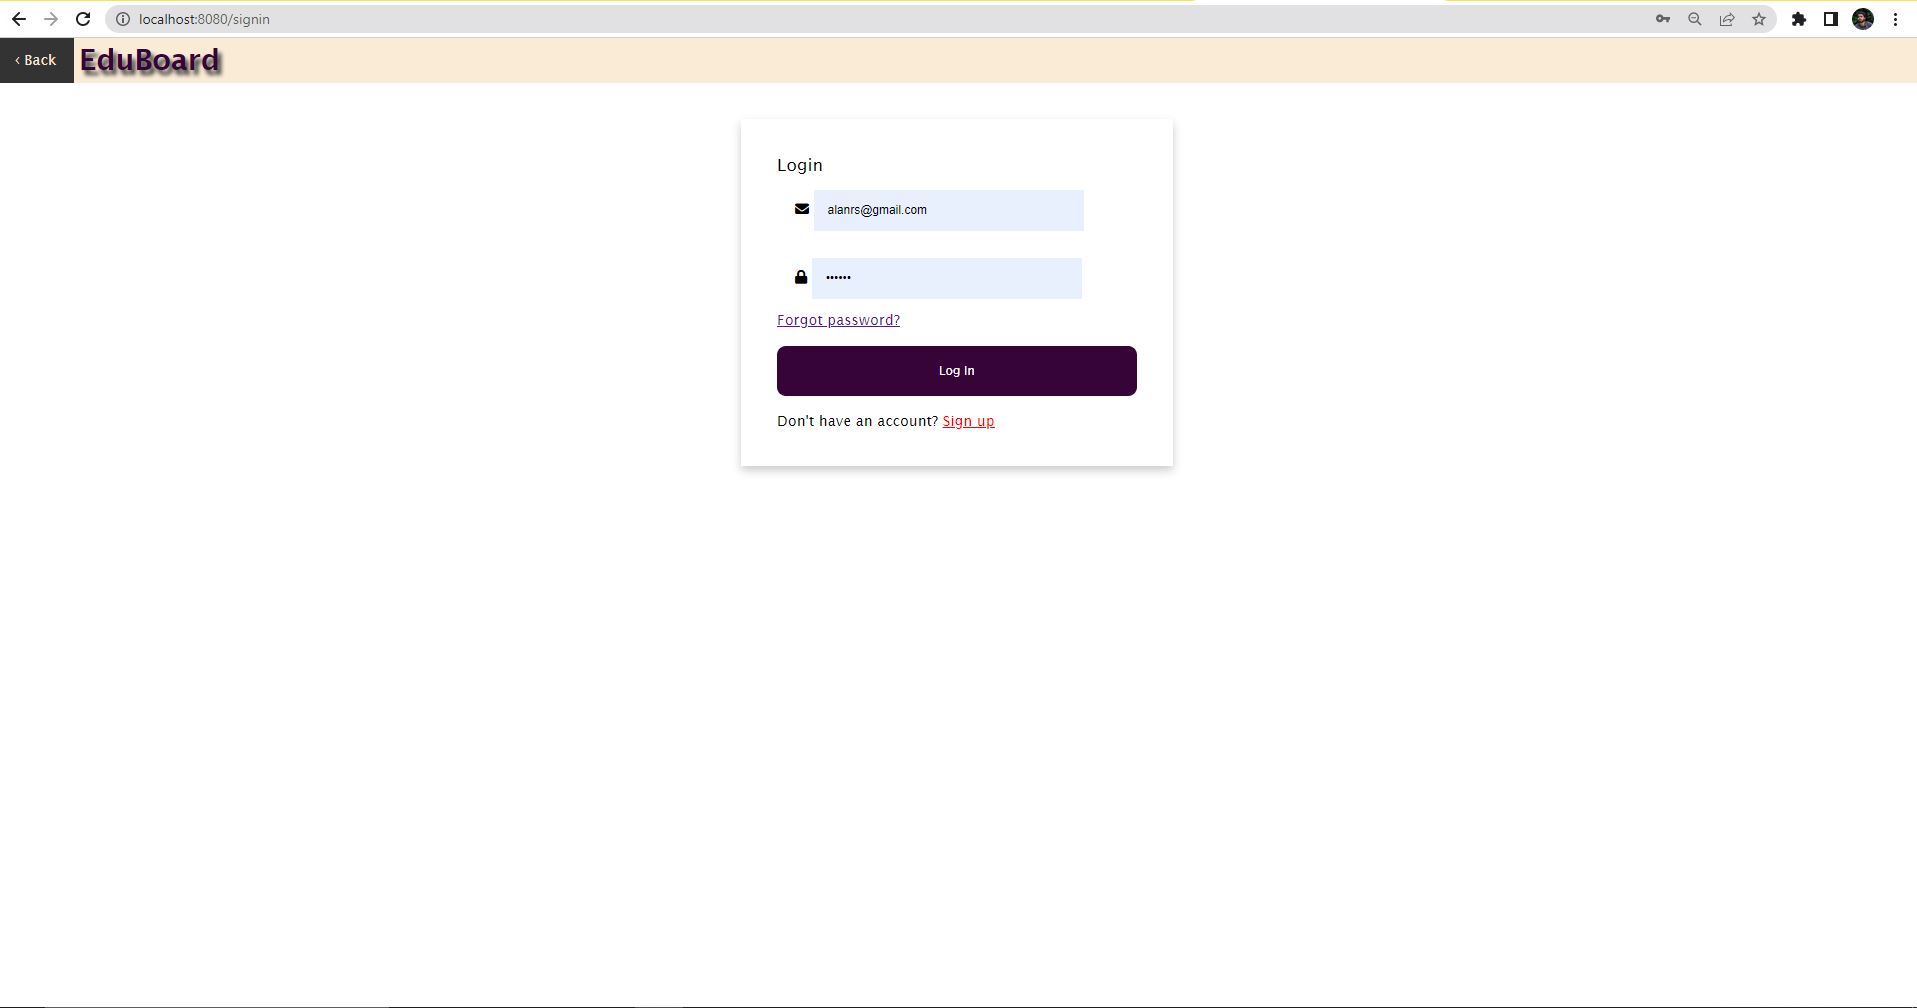 localhost:8080/signin
‹ Back
EduBoard
Login
alanrs@gmail.com
••••••
Forgot password?
Log In
Don't have an account? Sign up